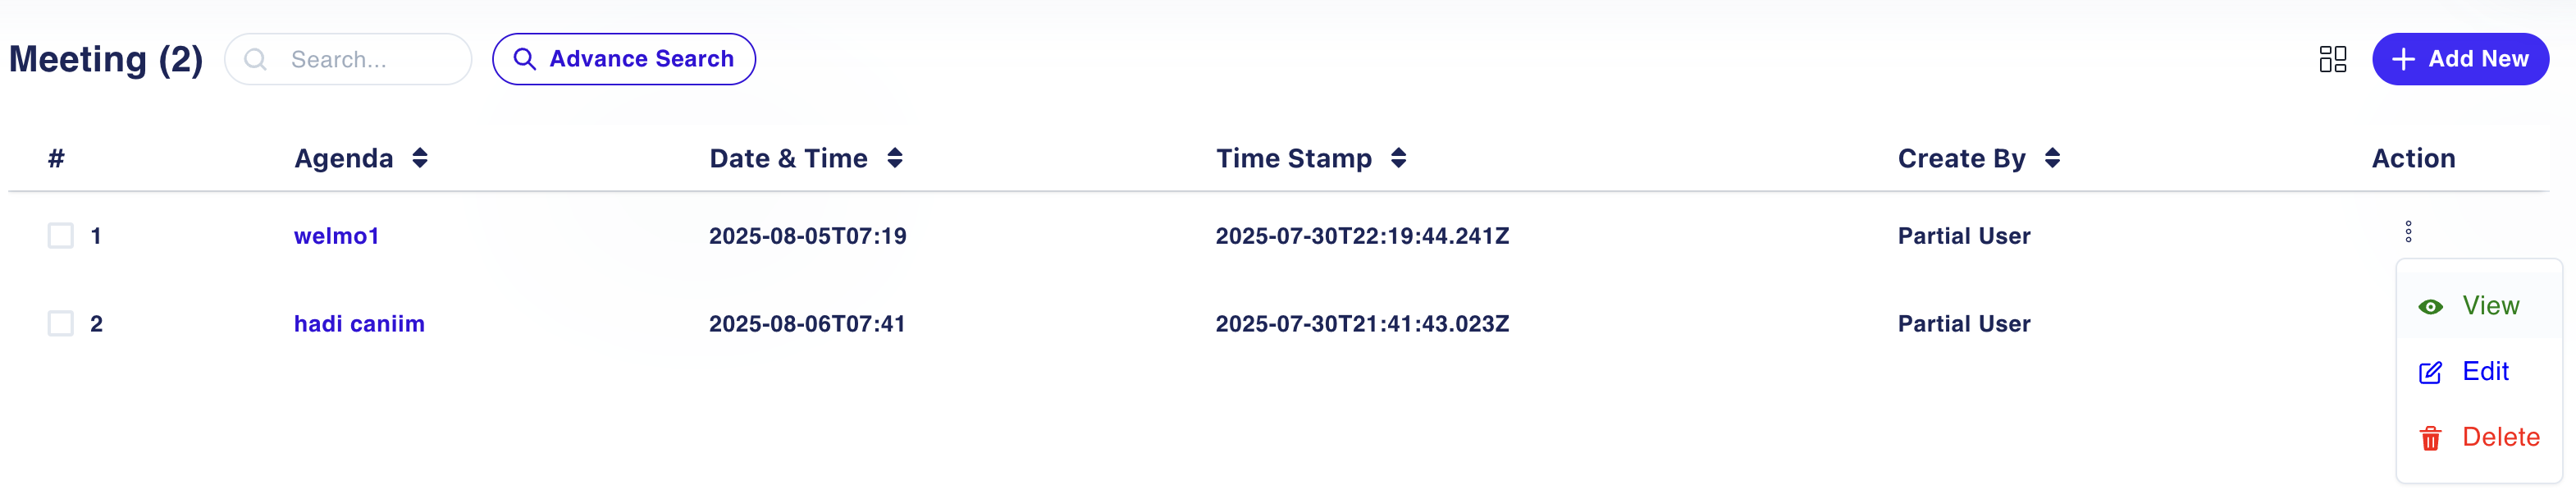 Meeting (2) Search... Advance Search Add New
# Agenda Date & Time Time Stamp Create By Action
1 welmo1 2025-08-05T07:19 2025-07-30T22:19:44.241Z Partial User
2 hadi caniim 2025-08-06T07:41 2025-07-30T21:41:43.023Z Partial User
View
Edit
Delete